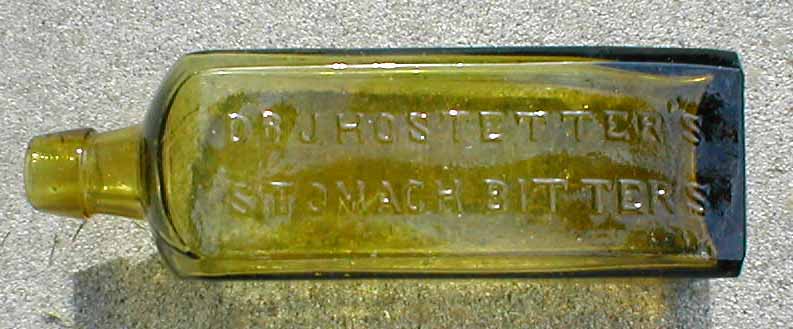 DR J. HOSTETTER'S
STOMACH BITTERS